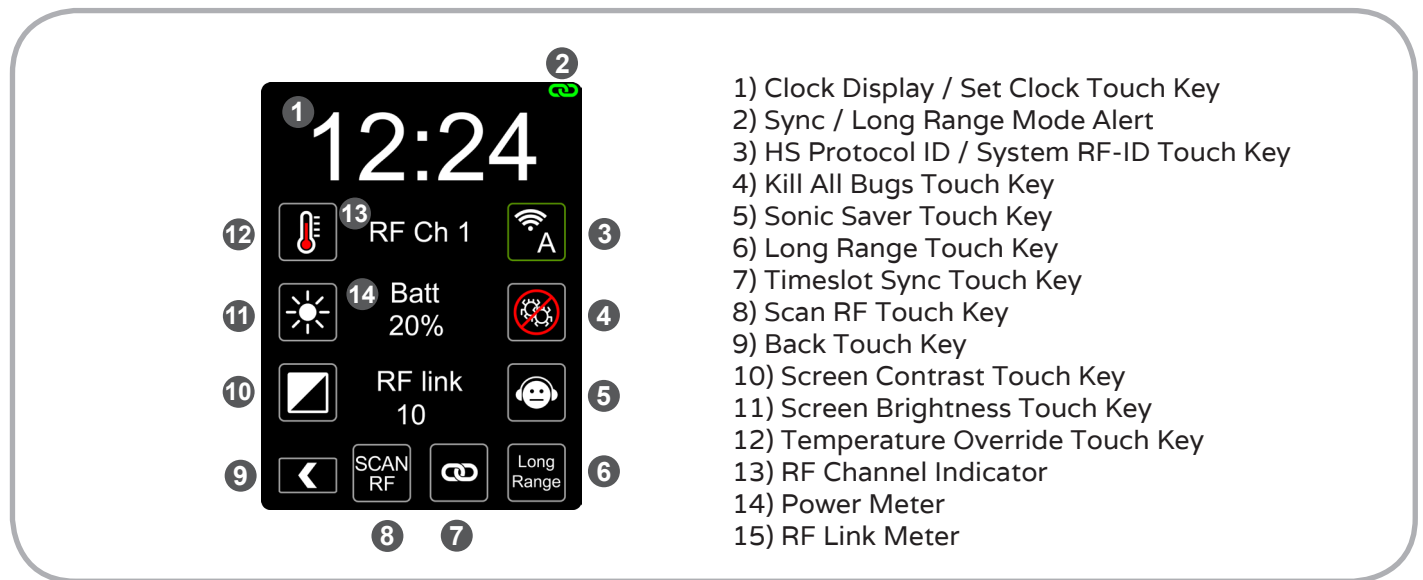 2
1
12:24
12
13
RF Ch 1
A
3
11
14
Batt
20%
4
10
RF link
10
5
9
SCAN
RF
Long
Range
6
8
7
1) Clock Display / Set Clock Touch Key
2) Sync / Long Range Mode Alert
3) HS Protocol ID / System RF-ID Touch Key
4) Kill All Bugs Touch Key
5) Sonic Saver Touch Key
6) Long Range Touch Key
7) Timeslot Sync Touch Key
8) Scan RF Touch Key
9) Back Touch Key
10) Screen Contrast Touch Key
11) Screen Brightness Touch Key
12) Temperature Override Touch Key
13) RF Channel Indicator
14) Power Meter
15) RF Link Meter